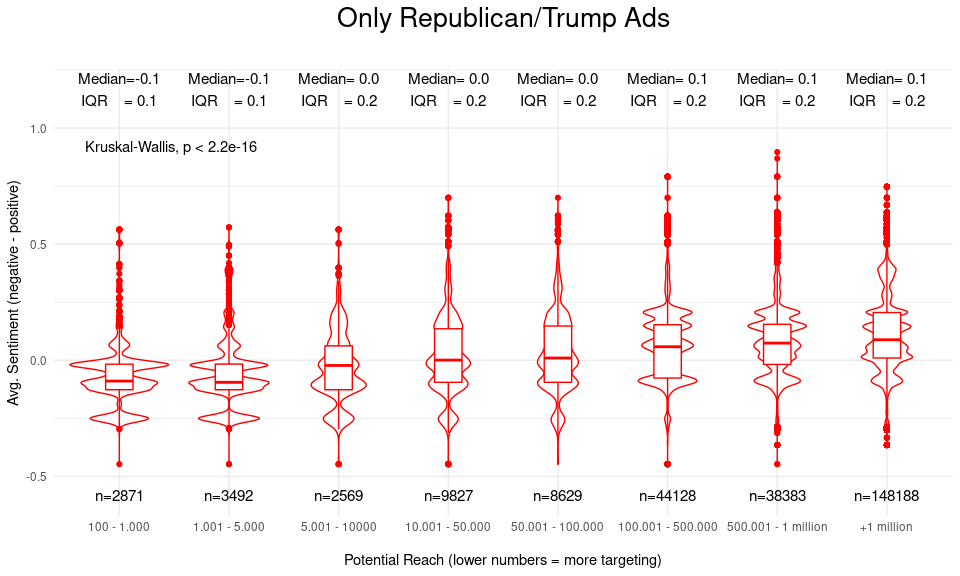 Only Republican/Trump Ads
Median=-0.1 Median=-0.1 Median= 0.0 Median= 0.0 Median= 0.0 Median= 0.1 Median= 0.1 Median= 0.1
IQR = 0.1 IQR = 0.1 IQR = 0.2 IQR = 0.2 IQR = 0.2 IQR = 0.2 IQR = 0.2 IQR = 0.2
1.0
Kruskal-Wallis, p < 2.2e-16
0.5
0.0
-0.5
Avg. Sentiment (negative - positive)
n=2871 n=3492 n=2569 n=9827 n=8629 n=44128 n=38383 n=148188
100 - 1.000 1.001 - 5.000 5.001 - 10000 10.001 - 50.000 50.001 - 100.000 100.001 - 500.000 500.001 - 1 million +1 million
Potential Reach (lower numbers = more targeting)